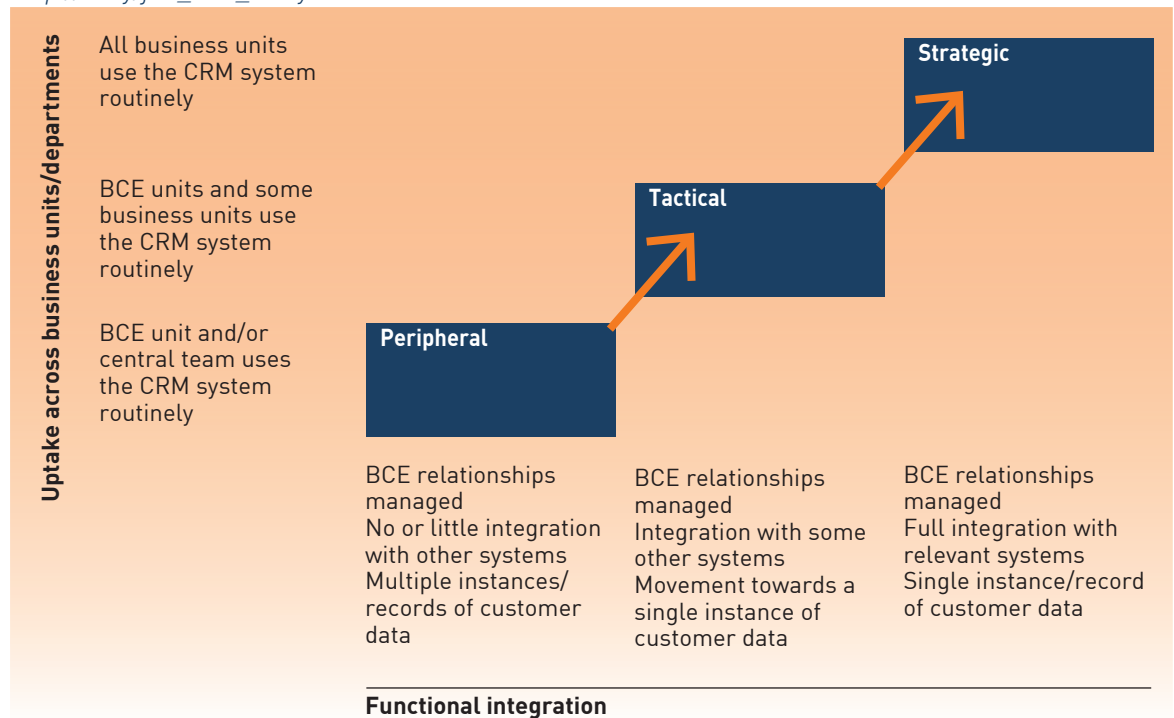 Uptake across business units/departments
All business units
use the CRM system
routinely
Strategic
BCE units and some
business units use
the CRM system
routinely
Tactical
BCE unit and/or
central team uses
the CRM system
routinely
Peripheral
BCE relationships
managed
No or little integration
with other systems
Multiple instances/
records of customer
data
BCE relationships
managed
Integration with some
other systems
Movement towards a
single instance of
customer data
BCE relationships
managed
Full integration with
relevant systems
Single instance/record
of customer data
Functional integration